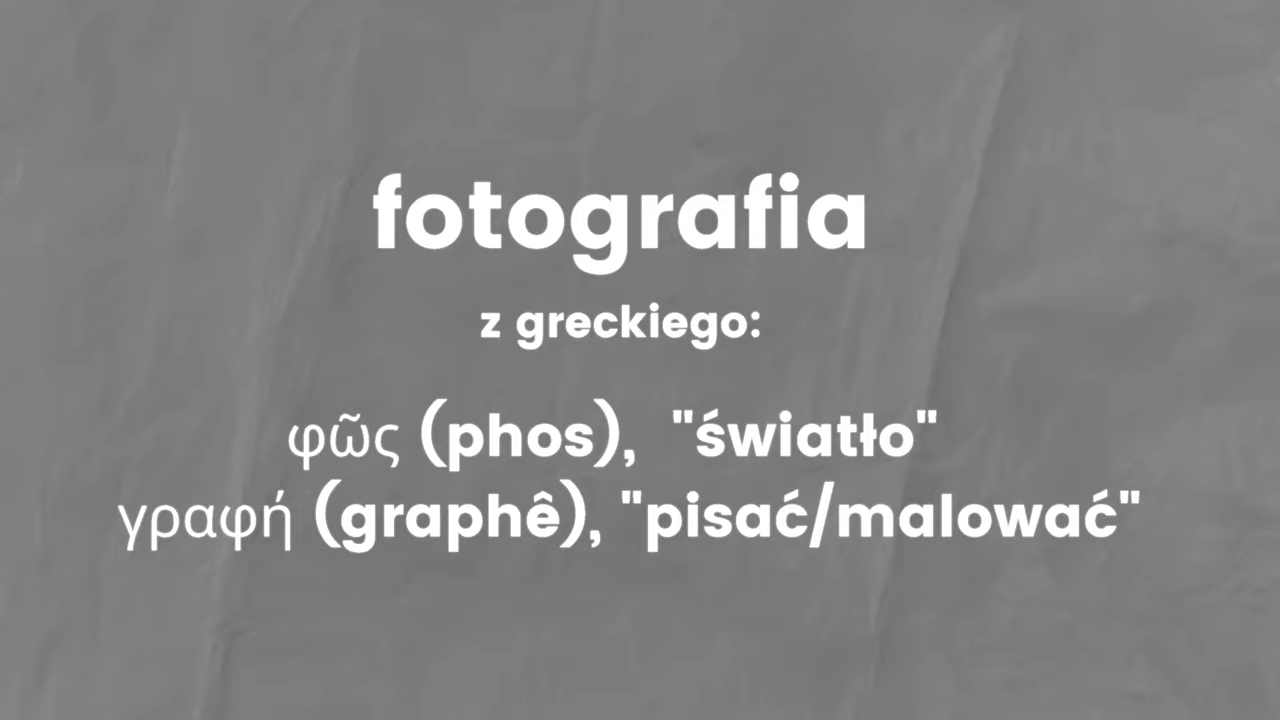 fotografia
z greckiego:
φῶς (phos), "światło"
γραφή (graphê), "pisać/malować"